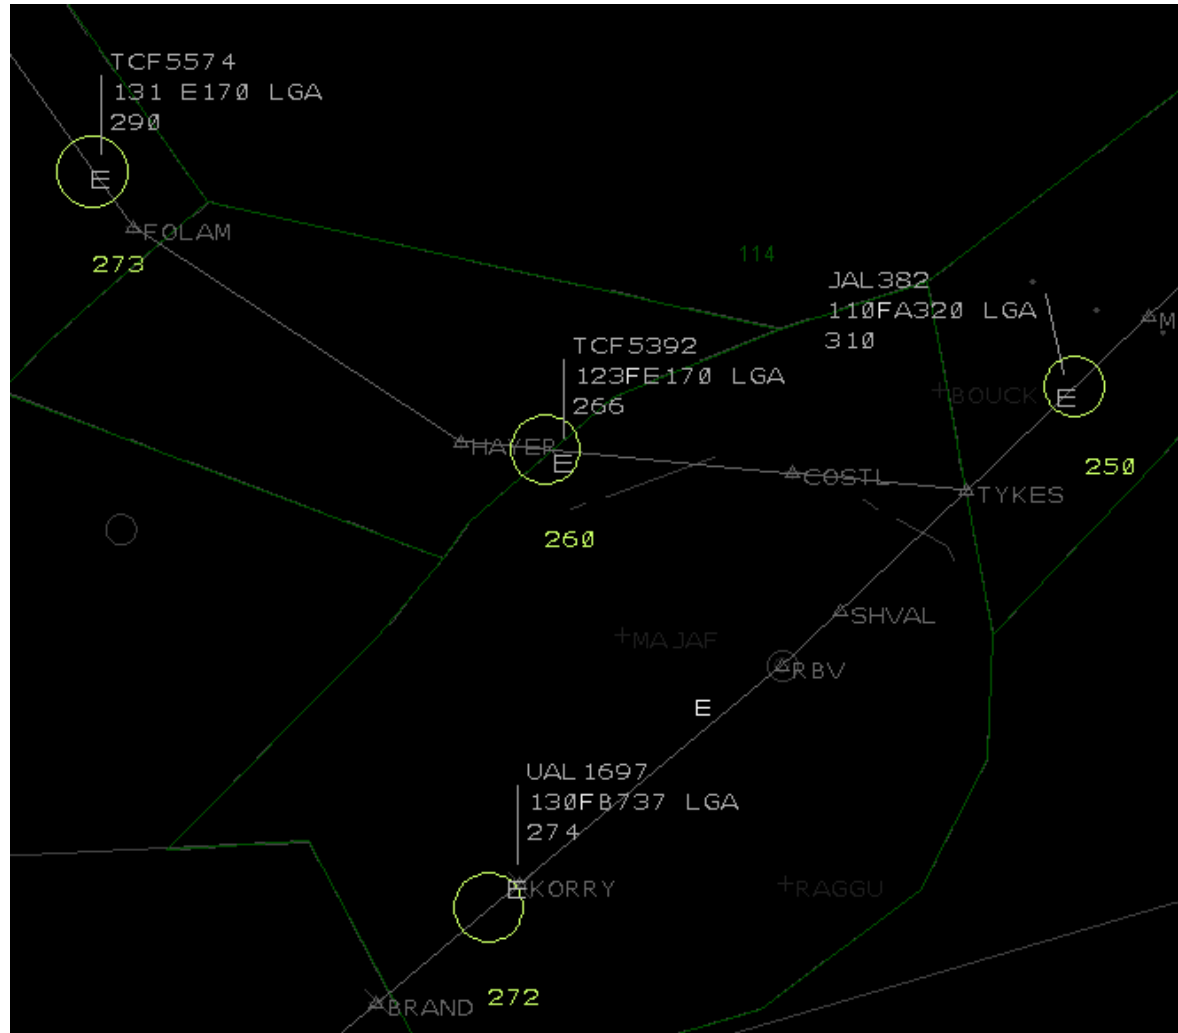 TCF5574
131 E170 LGA
290
E
FOLAM
273
114
JAL382
110FA320 LGA
310
M
TCF5392
123FE170 LGA
266
E
BOUCK
HAYER
E
250
COSTL
TYKES
260
SHVAL
MAJAF
RBV
E
UAL1697
130FB737 LGA
274
E
KORRY
RAGGU
272
BRAND